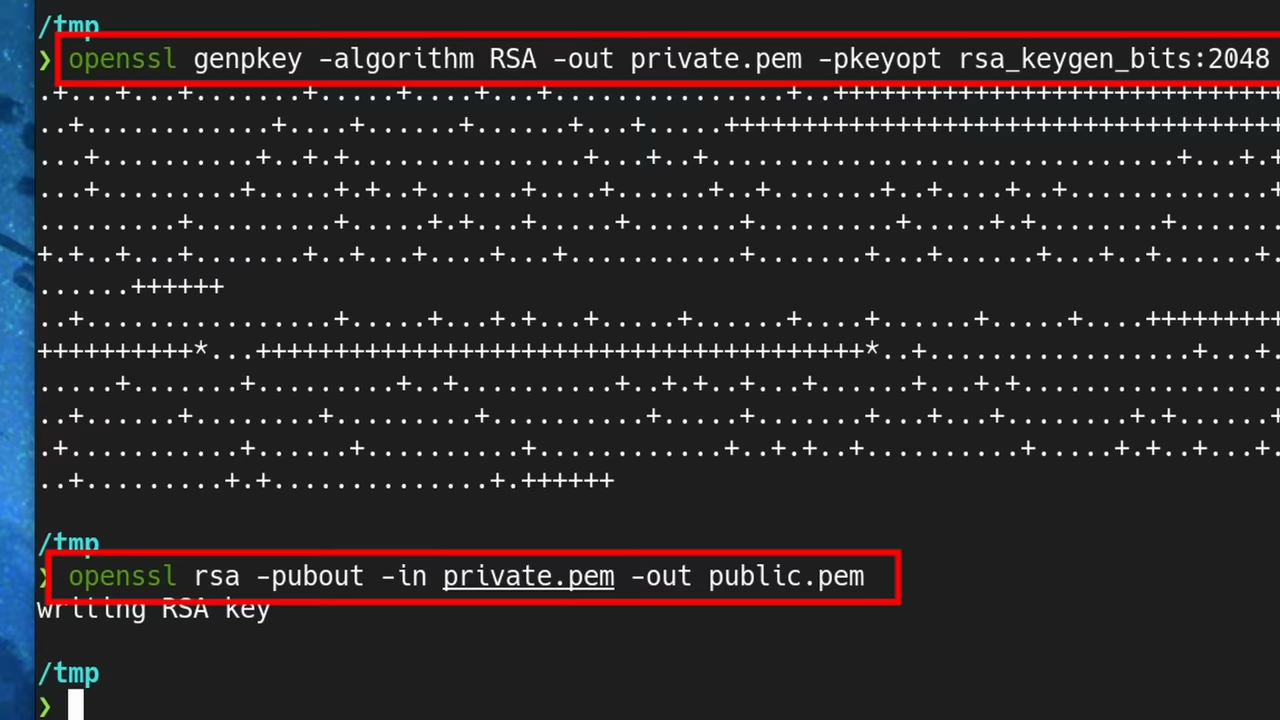 /tmp
❯ openssl genpkey -algorithm RSA -out private.pem -pkeyopt rsa_keygen_bits:2048
.+...+...+.......+.....+....+...+...............+..+++++++++++++++++++++++++++++
..+............+....+......+......+...+.....++++++++++++++++++++++++++++++++++++
...+..........+..+.+...............+...+..+..............................+...+.+
...+.........+.....+.+..+......+....+......+..+.......+..+....+..+.............+
.........+.........+.....+.+...+.....+.......+.........+.....+.+........+.......
+.+..+..+...+.......+..+...+....+...+...........+.......+...+......+...+..+......+.
......++++++
..+................+.....+...+.+...+.....+......+....+......+.....+....+++++++++
++++++++++*...+++++++++++++++++++++++++++++++++++++++*..+.................+...+.
.....+.......+.........+..+..........+..+.+..+...+......+...+.+.................
..+......+........+.........+..........+.....+.......+...+...+........+.+......+
.+...........+......+..........+............+..+.+..+..........+.....+.+..+...+.
..+.........+.+..............+.++++++
/tmp
❯ openssl rsa -pubout -in private.pem -out public.pem
writing RSA key
/tmp
❯